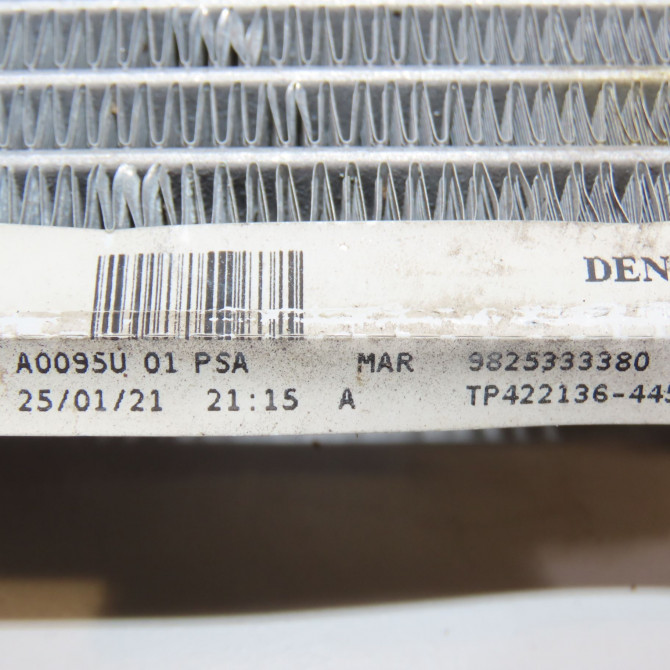 DEN
A0095U 01 PSA MAR 9825333380
25/01/21 21:15 A TP422136-445